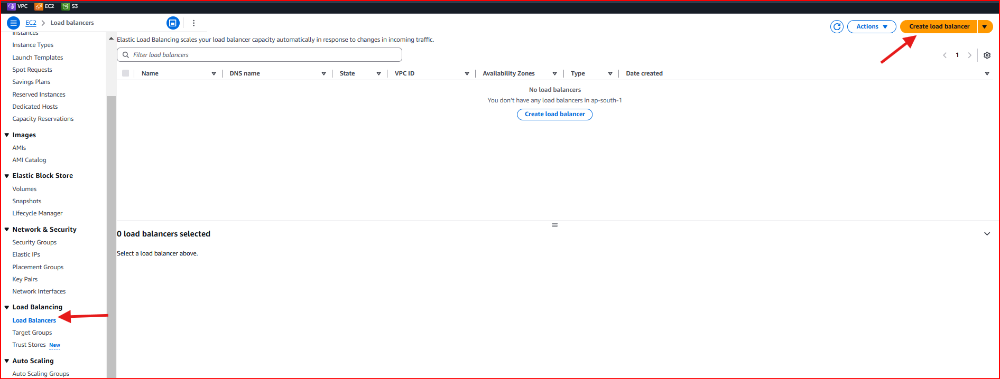 VPC EC2 S3
EC2 Load balancers
Actions Create load balancer
Instances
Instance Types
Launch Templates
Spot Requests
Savings Plans
Reserved Instances
Dedicated Hosts
Capacity Reservations
Images
AMIs
AMI Catalog
Elastic Block Store
Volumes
Snapshots
Lifecycle Manager
Network & Security
Security Groups
Elastic IPs
Placement Groups
Key Pairs
Network Interfaces
Load Balancing
Load Balancers
Target Groups
Trust Stores New
Auto Scaling
Auto Scaling Groups
Elastic Load Balancing scales your load balancer capacity automatically in response to changes in incoming traffic.
Filter load balancers
1
Name DNS name State VPC ID Availability Zones Type Date created
No load balancers
You don't have any load balancers in ap-south-1
Create load balancer
0 load balancers selected
Select a load balancer above.